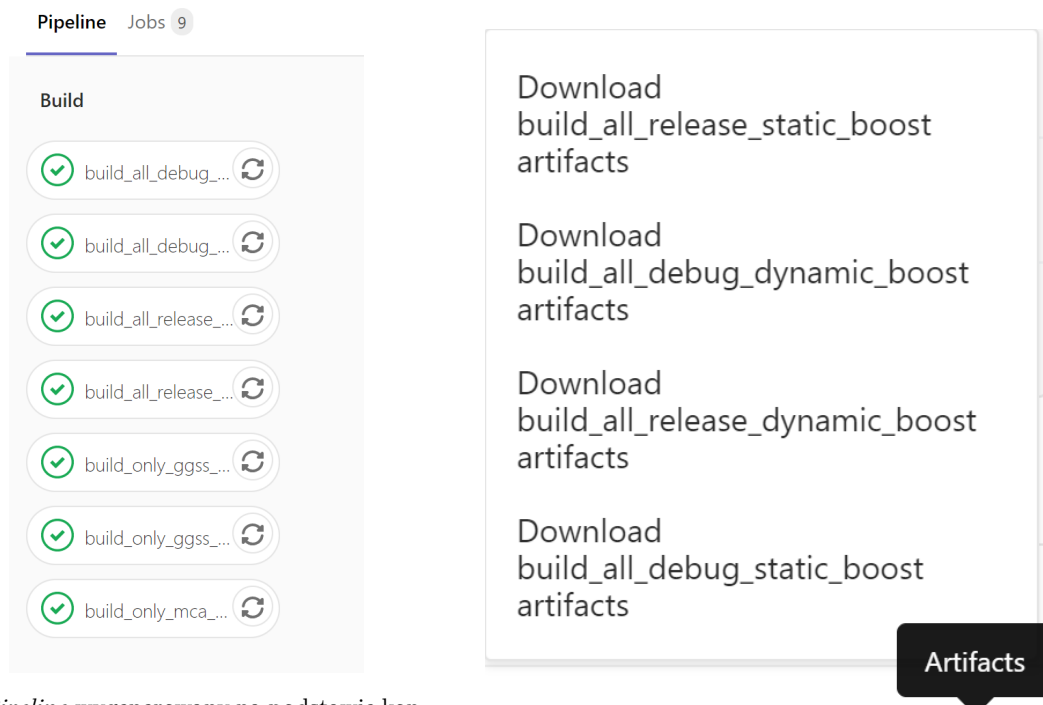 Pipeline Jobs 9
Build
build_all_debug_...
build_all_debug_...
build_all_release_...
build_all_release_...
build_only_ggss_...
build_only_ggss_...
build_only_mca_...
Download
build_all_release_static_boost
artifacts
Download
build_all_debug_dynamic_boost
artifacts
Download
build_all_release_dynamic_boost
artifacts
Download
build_all_debug_static_boost
artifacts
Artifacts